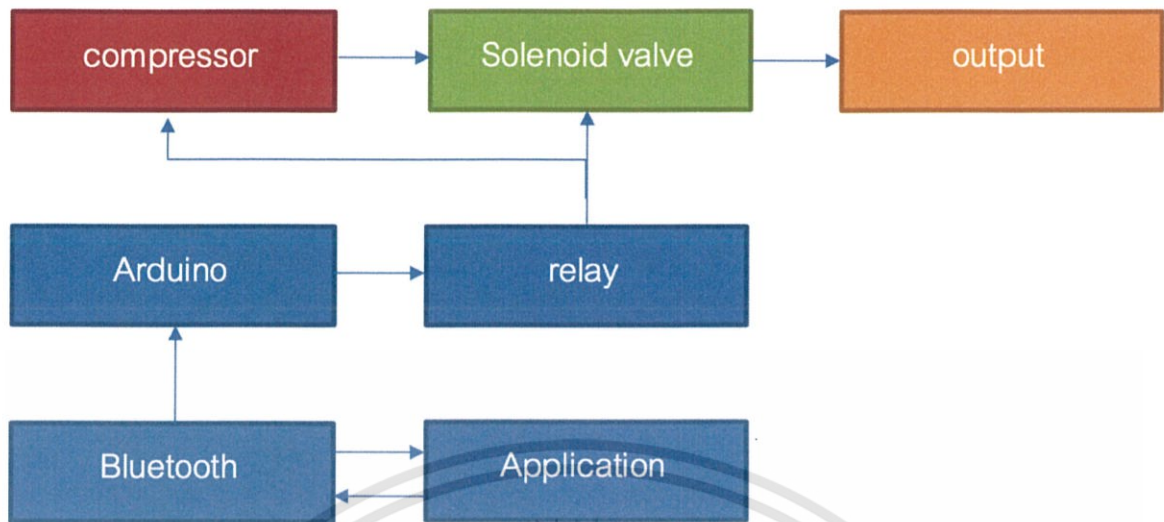 compressor
Solenoid valve
output
Arduino
relay
Bluetooth
Application